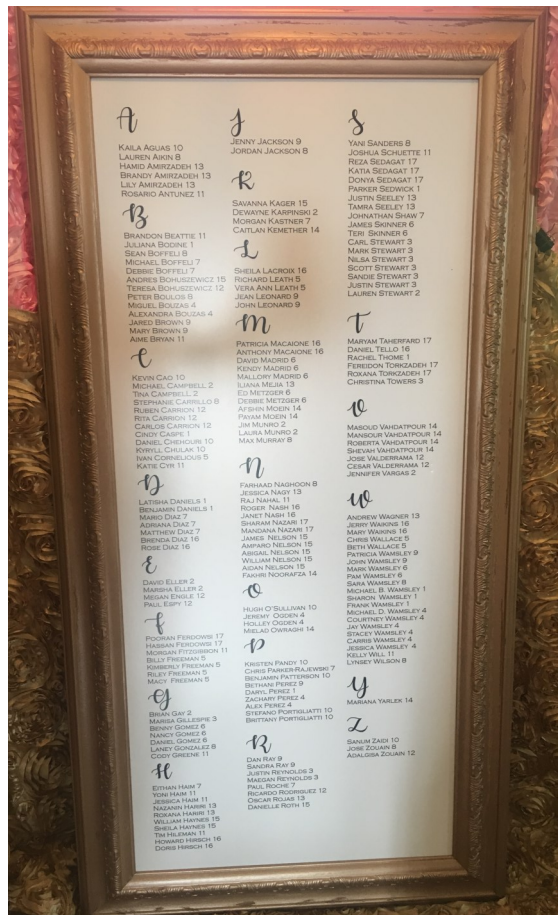 A
KAILA AGUAS 10
LAUREN AIKIN 8
HAMID AMIRZADEH 13
BRANDY AMIRZADEH 13
LILY AMIRZADEH 13
ROSARIO ANTUNEZ 11
B
BRANDON BEATTIE 11
JULIANA BODINE 1
SEAN BOFFELI 8
MICHAEL BOFFELI 7
DEBBIE BOFFELI 7
ANDRES BOHUSZEWICZ 15
TERESA BOHUSZEWICZ 12
PETER BOULOS 8
MIGUEL BOUZAS 4
ALEXANDRA BOUZAS 4
JARED BROWN 9
MARY BROWN 9
AIME BRYAN 11
C
KEVIN CAO 10
MICHAEL CAMPBELL 2
TINA CAMPBELL 2
STEPHANIE CARRILLO 8
RUBEN CARRION 12
RITA CARRION 12
CARLOS CARRION 12
CINDY CASPE 1
DANIEL CHEHOURI 10
KYRYLL CHULAK 10
IVAN CORNELIOUS 5
KATIE CYR 11
D
LATISHA DANIELS 1
BENJAMIN DANIELS 1
MARIO DIAZ 7
ADRIANA DIAZ 7
MATTHEW DIAZ 7
BRENDA DIAZ 16
ROSE DIAZ 16
E
DAVID ELLER 2
MARSHA ELLER 2
MEGAN ENGLE 12
PAUL ESPY 12
F
POORAN FERDOWSI 17
HASSAN FERDOWSI 17
MORGAN FITZGIBBON 11
BILLY FREEMAN 5
KIMBERLY FREEMAN 5
RILEY FREEMAN 5
MACY FREEMAN 5
G
BRIAN GAY 2
MARISA GILLESPIE 3
BENNY GOMEZ 6
NANCY GOMEZ 6
DANIEL GOMEZ 6
LANEY GONZALEZ 8
CODY GREENE 11
H
EITHAN HAIM 7
YONI HAIM 11
JESSICA HAIM 11
NAZANIN HARIRI 13
ROXANA HARIRI 13
WILLIAM HAYNES 15
SHEILA HAYNES 15
TIM HILEMAN 11
HOWARD HIRSCH 16
DORIS HIRSCH 16
J
JENNY JACKSON 9
JORDAN JACKSON 8
K
SAVANNA KAGER 15
DEWAYNE KARPINSKI 2
MORGAN KASTNER 7
CAITLAN KEMETHER 14
L
SHEILA LACROIX 16
RICHARD LEATH 5
VERA ANN LEATH 5
JEAN LEONARD 9
JOHN LEONARD 9
M
PATRICIA MACAIONE 16
ANTHONY MACAIONE 16
DAVID MADRID 6
KENDY MADRID 6
MALLORY MADRID 6
ILIANA MEJIA 13
ED METZGER 6
DEBBIE METZGER 6
AFSHIN MOEIN 14
PAYAM MOEIN 14
JIM MUNRO 2
LAURA MUNRO 2
MAX MURRAY 8
N
FARHAAD NAGHOON 8
JESSICA NAGY 13
RAJ NAHAL 11
ROGER NASH 16
JANET NASH 16
SHARAM NAZARI 17
MANDANA NAZARI 17
JAMES NELSON 15
AMPARO NELSON 15
ABIGAIL NELSON 15
WILLIAM NELSON 15
AIDAN NELSON 15
FAKHRI NOORAFZA 14
O
HUGH O'SULLIVAN 10
JEREMY OGDEN 4
HOLLEY OGDEN 4
MIELAD OWRAGHI 14
P
KRISTEN PANDY 10
CHRIS PARKER-RAJEWSKI 7
BENJAMIN PATTERSON 10
BETHANI PEREZ 9
DARYL PEREZ 1
ZACHARY PEREZ 4
ALEX PEREZ 4
STEFANO PORTIGLIATTI 10
BRITTANY PORTIGLIATTI 10
R
DAN RAY 9
SANDRA RAY 9
JUSTIN REYNOLDS 3
MAEGAN REYNOLDS 3
PAUL ROCHE 7
RICARDO RODRIGUEZ 12
OSCAR ROJAS 13
DANIELLE ROTH 15
S
YANI SANDERS 8
JOSHUA SCHUETTE 11
REZA SEDAGAT 17
KATIA SEDAGAT 17
DONYA SEDAGAT 17
PARKER SEDWICK 1
JUSTIN SEELEY 13
TAMRA SEELEY 13
JOHNATHAN SHAW 7
JAMES SKINNER 6
TERI SKINNER 6
CARL STEWART 3
MARK STEWART 3
NILSA STEWART 3
SCOTT STEWART 3
SANDIE STEWART 3
JUSTIN STEWART 3
LAUREN STEWART 2
T
MARYAM TAHERFARD 17
DANIEL TELLO 16
RACHEL THOME 1
FEREIDON TORKZADEH 17
ROXANA TORKZADEH 17
CHRISTINA TOWERS 3
V
MASOUD VAHDATPOUR 14
MANSOUR VAHDATPOUR 14
ROBERTA VAHDATPOUR 14
SHEVAH VAHDATPOUR 14
JOSE VALDERRAMA 12
CESAR VALDERRAMA 12
JENNIFER VARGAS 2
W
ANDREW WAGNER 13
JERRY WAIKINS 16
MARY WAIKINS 16
CHRIS WALLACE 5
BETH WALLACE 5
PATRICIA WAMSLEY 9
JOHN WAMSLEY 9
MARK WAMSLEY 6
PAM WAMSLEY 6
SARA WAMSLEY 8
MICHAEL B. WAMSLEY 1
SHARON WAMSLEY 1
FRANK WAMSLEY 1
MICHAEL D. WAMSLEY 4
COURTNEY WAMSLEY 4
JAY WAMSLEY 4
STACEY WAMSLEY 4
CARRIS WAMSLEY 4
JESSICA WAMSLEY 4
KELLY WILL 11
LYNSEY WILSON 8
Y
MARIANA YARLEK 14
Z
SANUM ZAIDI 10
JOSE ZOUAIN 8
ADALGISA ZOUAIN 12